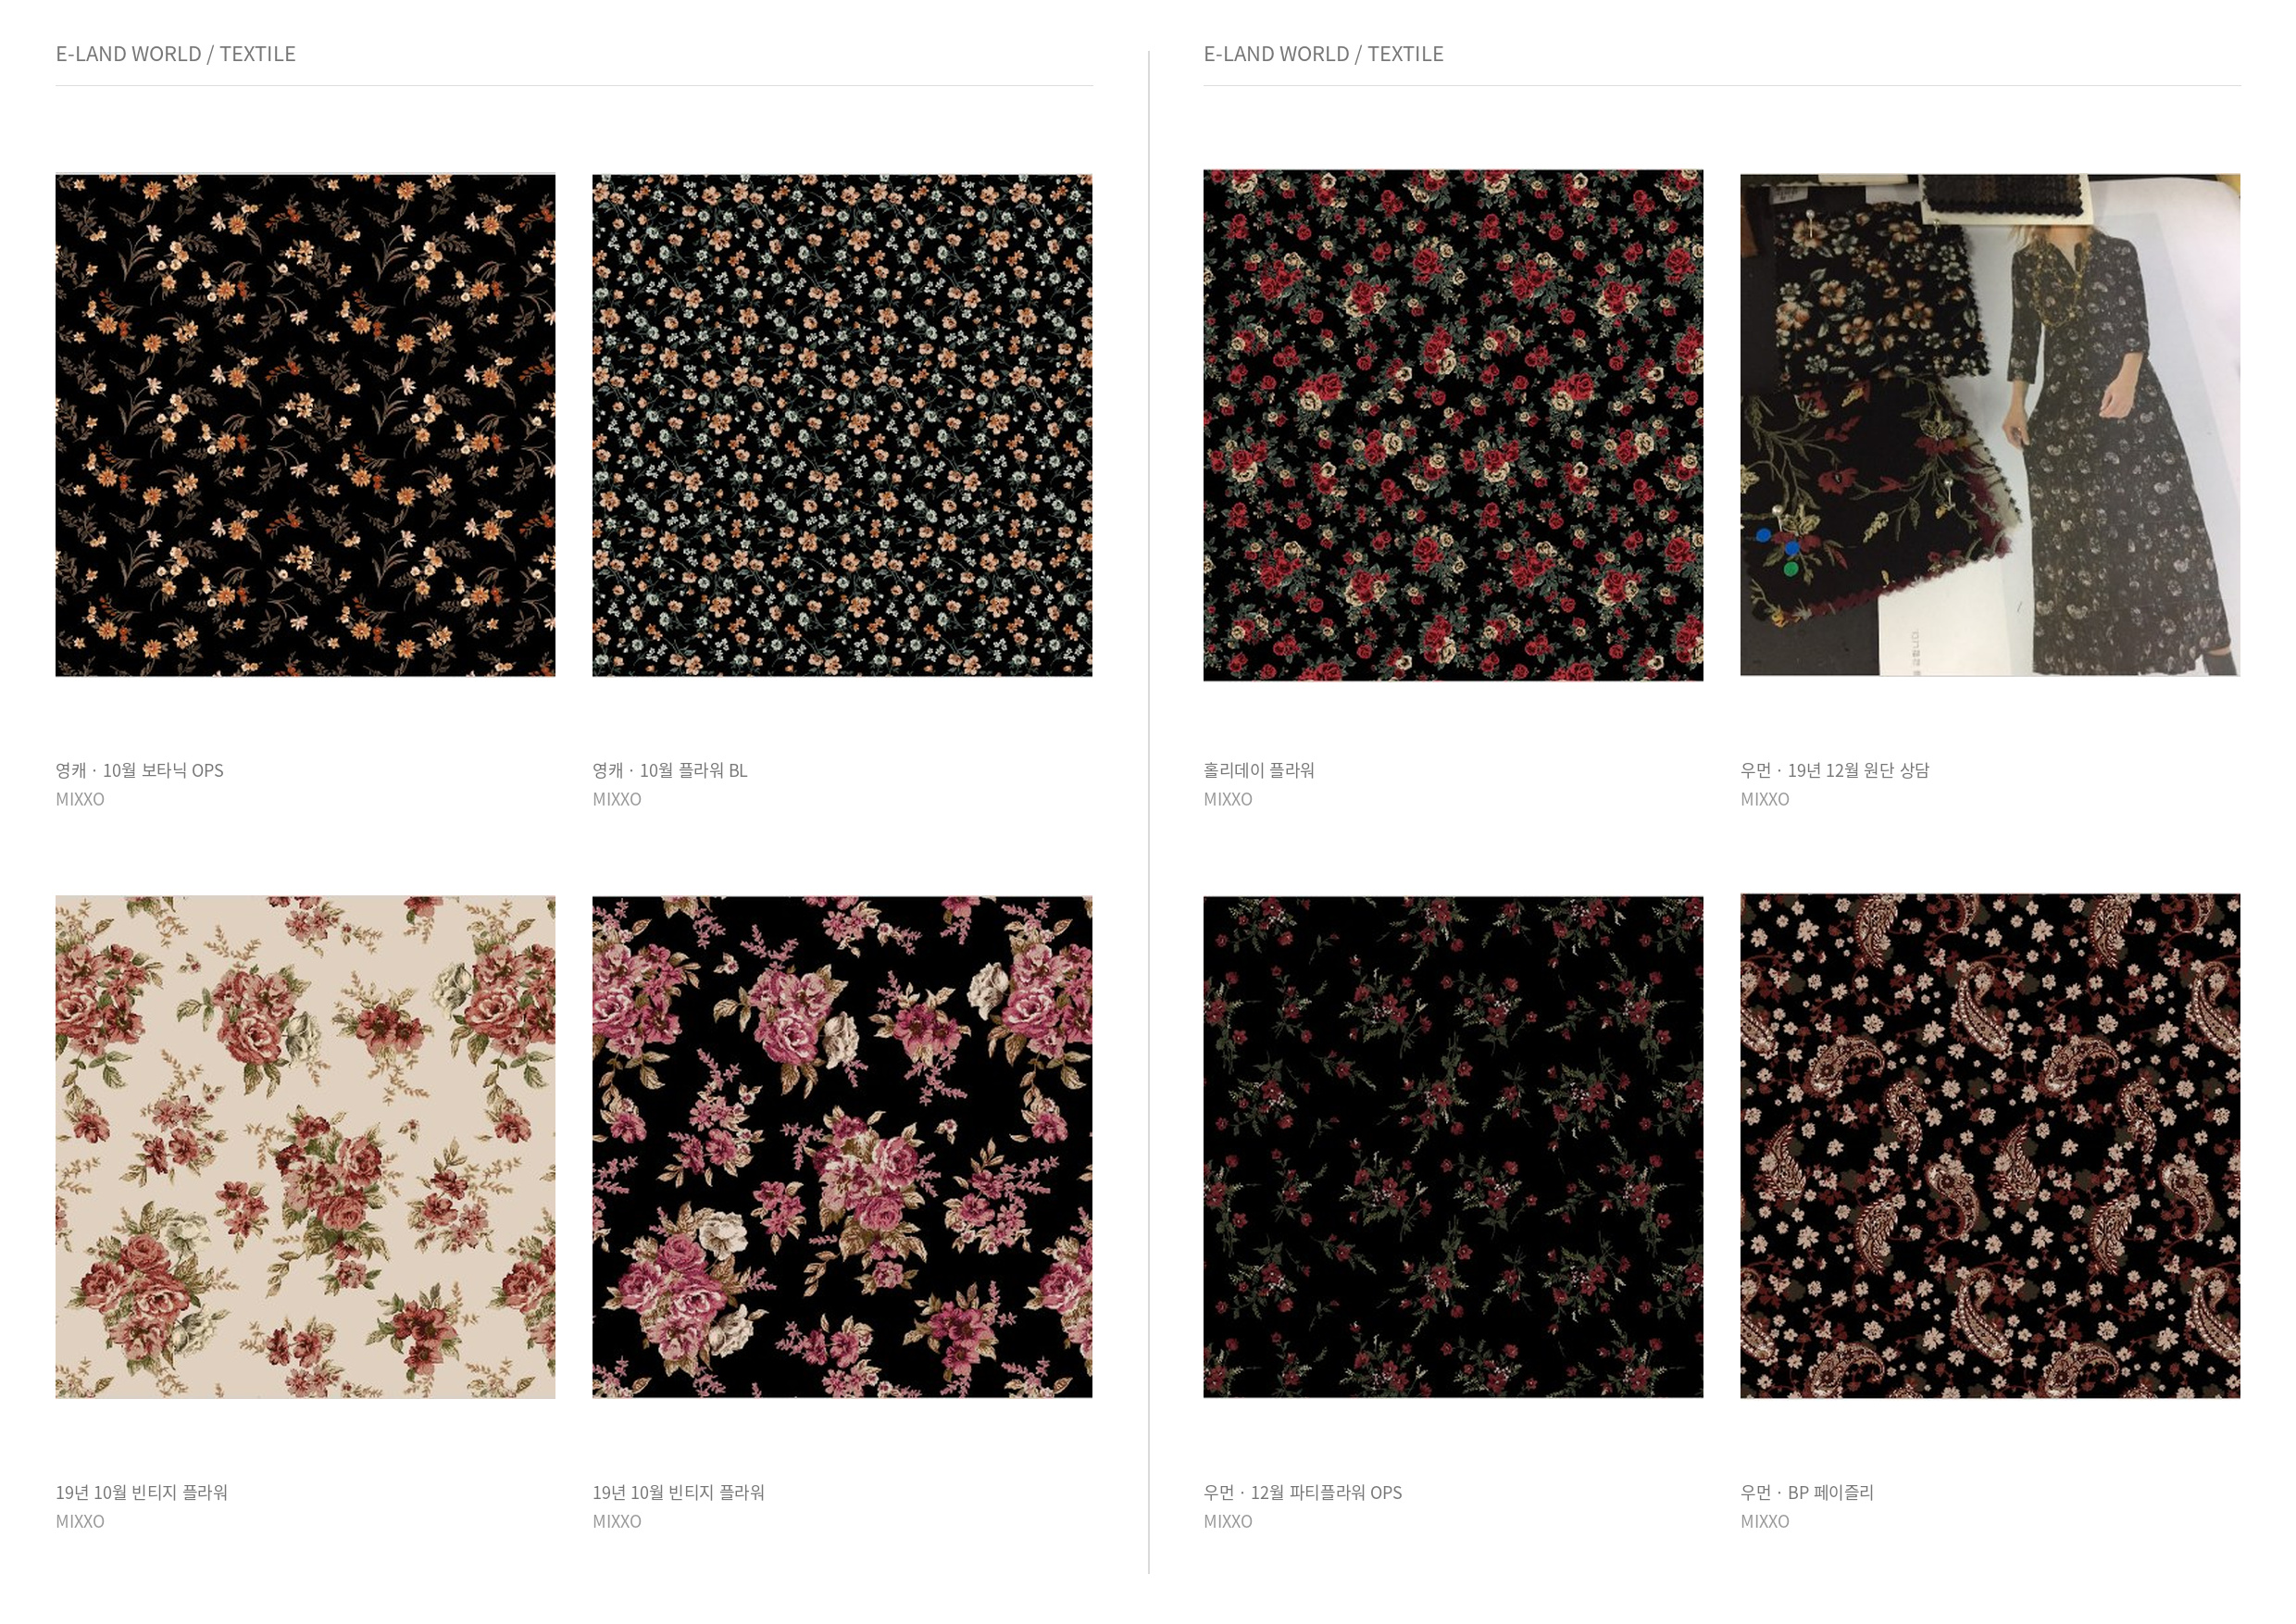 E-LAND WORLD / TEXTILE
영캐 · 10월 보타닉 OPS
MIXXO
영캐 · 10월 플라워 BL
MIXXO
19년 10월 빈티지 플라워
MIXXO
19년 10월 빈티지 플라워
MIXXO
E-LAND WORLD / TEXTILE
홀리데이 플라워
MIXXO
우먼 · 19년 12월 원단 상담
MIXXO
우먼 · 12월 파티플라워 OPS
MIXXO
우먼 · BP 페이즐리
MIXXO